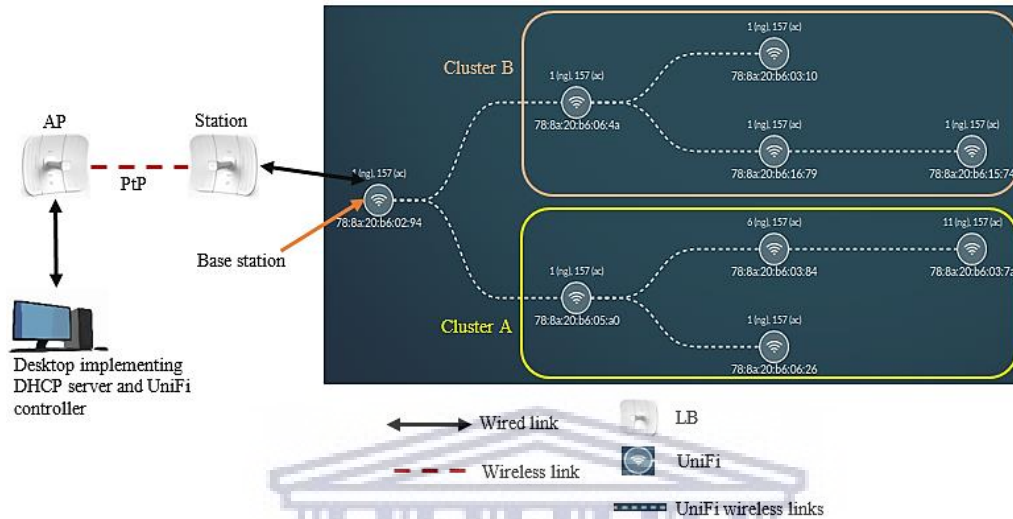 AP
Station
PtP
Desktop implementing
DHCP server and UniFi
controller
Base station
1 (ng), 157 (ac)
78:8a:20:b6:02:94
Cluster B
1 (ng), 157 (ac)
78:8a:20:b6:06:4a
1 (ng), 157 (ac)
78:8a:20:b6:03:10
1 (ng), 157 (ac)
78:8a:20:b6:16:79
1 (ng), 157 (ac)
78:8a:20:b6:15:74
Cluster A
1 (ng), 157 (ac)
78:8a:20:b6:05:a0
6 (ng), 157 (ac)
78:8a:20:b6:03:84
11 (ng), 157 (ac)
78:8a:20:b6:03:7a
1 (ng), 157 (ac)
78:8a:20:b6:06:26
Wired link
LB
Wireless link
UniFi
UniFi wireless links